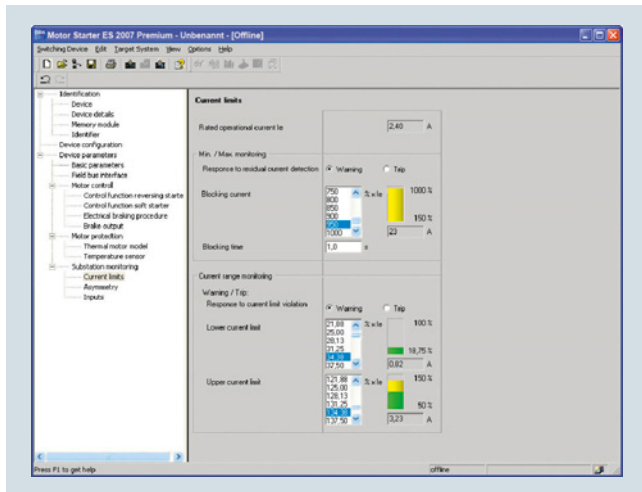 Motor Starter ES 2007 Premium - Unbenannt - [Offline]
Switching Device Edit Target System View Options Help
Identification
Device
Device details
Memory module
Identifier
Device configuration
Device parameters
Basic parameters
Field bus interface
Motor control
Control function reversing starte
Control function soft starter
Electrical braking procedure
Brake output
Motor protection
Thermal motor model
Temperature sensor
Substation monitoring
Current limits
Asymmetry
Inputs
Current limits
Rated operational current Ie 2,40 A
Min. / Max. monitoring
Response to residual current detection Warning Trip
Blocking current
750
800
850
900
950
1000
% x Ie
1000 %
150 %
23 A
Blocking time 1,0 s
Current range monitoring
Warning / Trip:
Response to current limit violation Warning Trip
Lower current limit
21,88
25,00
28,13
31,25
34,38
37,50
% x Ie
100 %
18,75 %
0,82 A
Upper current limit
121,88
125,00
128,13
131,25
134,38
137,50
% x Ie
150 %
50 %
3,23 A
Press F1 to get help
offline